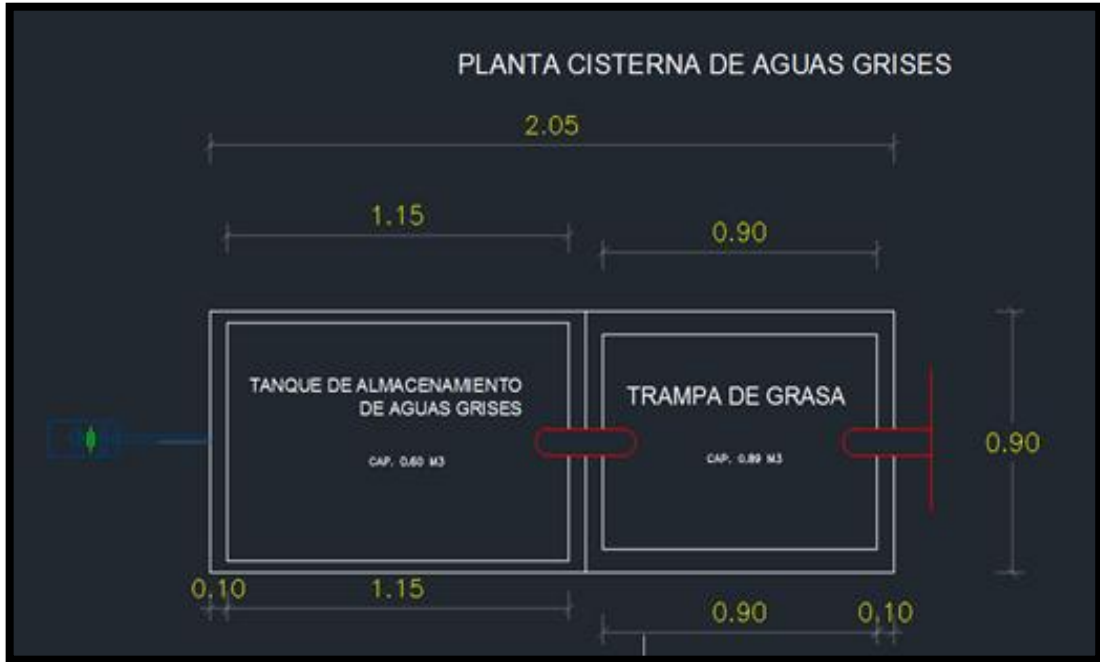 PLANTA CISTERNA DE AGUAS GRISES
2.05
1.15
0.90
TANQUE DE ALMACENAMIENTO
DE AGUAS GRISES
TRAMPA DE GRASA
CAP. 0.60 M3
CAP. 0.89 M3
0.90
0.10
1.15
0.90
0.10